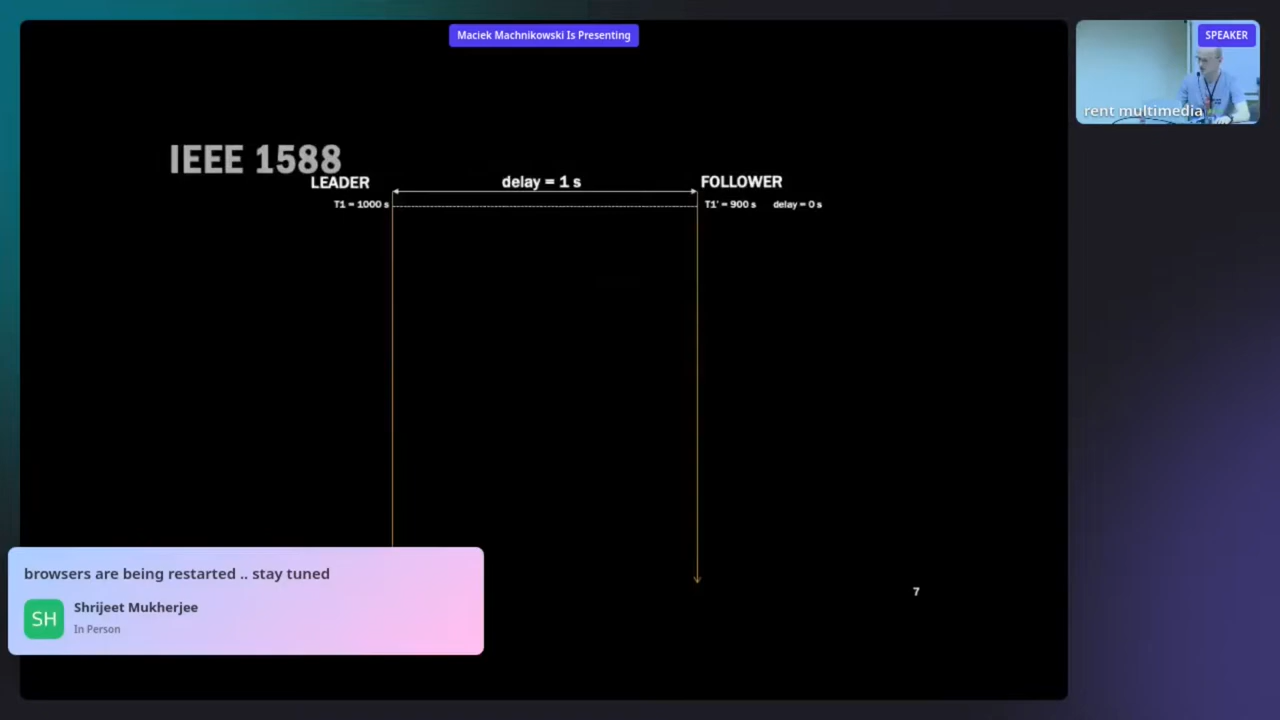 Maciek Machnikowski Is Presenting
SPEAKER
rent multimedia
IEEE 1588
LEADER
delay = 1 s
FOLLOWER
T1 = 1000 s
T1' = 900 s
delay = 0 s
browsers are being restarted .. stay tuned
SH
Shrijeet Mukherjee
In Person
7